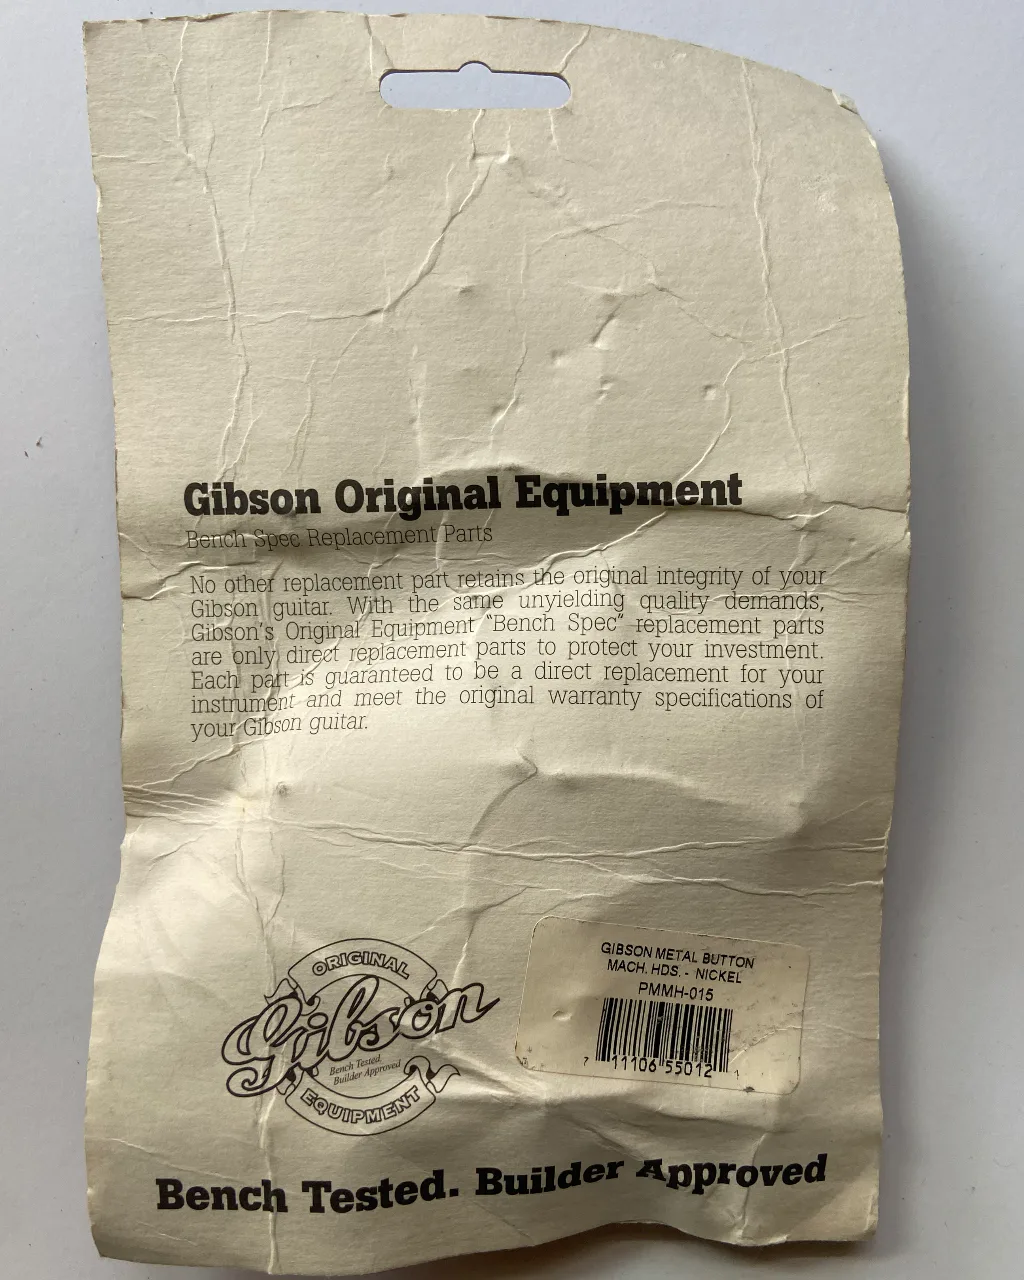 Gibson Original Equipment
Bench Spec Replacement Parts
No other replacement part retains the original integrity of your
Gibson guitar. With the same unyielding quality demands,
Gibson's Original Equipment "Bench Spec" replacement parts
are only direct replacement parts to protect your investment.
Each part is guaranteed to be a direct replacement for your
instrument and meet the original warranty specifications of
your Gibson guitar.
ORIGINAL
Gibson
Bench Tested.
Builder Approved
EQUIPMENT
GIBSON METAL BUTTON
MACH. HDS. - NICKEL
PMMH-015
7 11106 55012 1
Bench Tested. Builder Approved